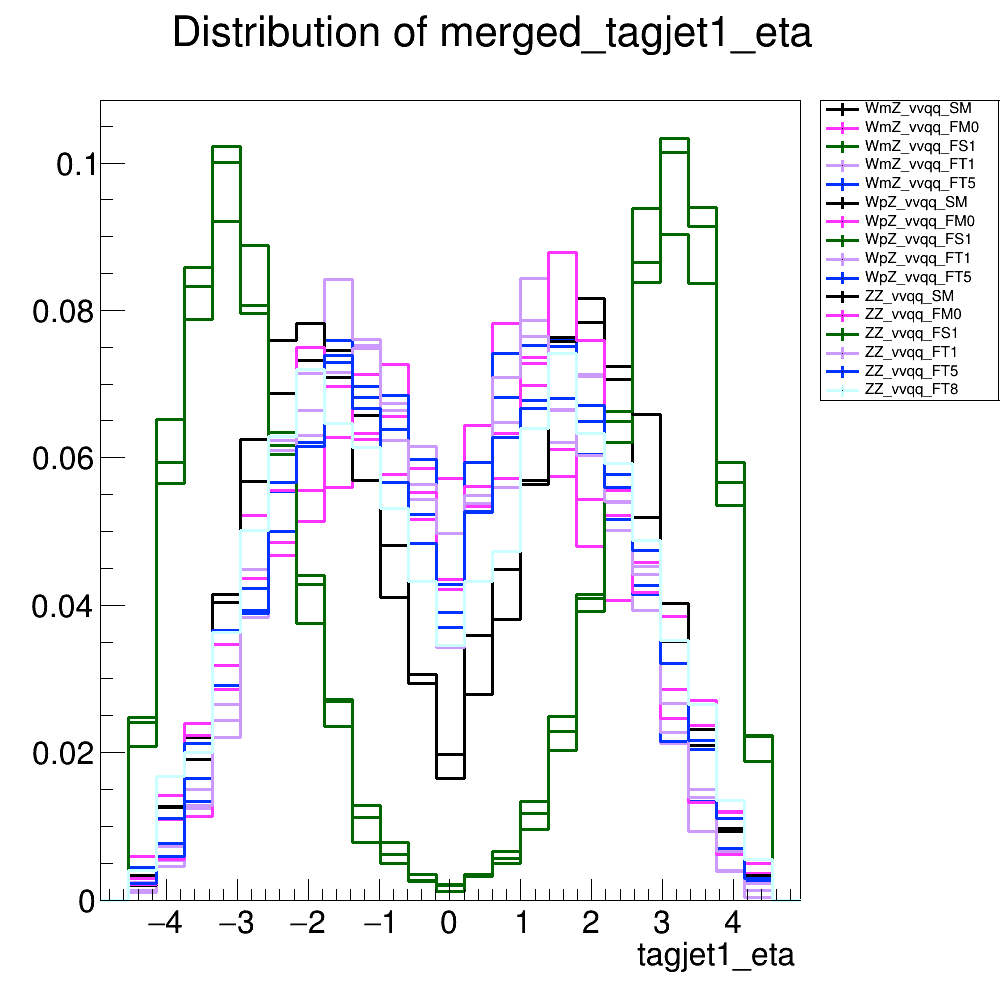 Distribution of merged_tagjet1_eta
WmZ_vvqq_SM
WmZ_vvqq_FM0
WmZ_vvqq_FS1
WmZ_vvqq_FT1
WmZ_vvqq_FT5
WpZ_vvqq_SM
WpZ_vvqq_FM0
WpZ_vvqq_FS1
WpZ_vvqq_FT1
WpZ_vvqq_FT5
ZZ_vvqq_SM
ZZ_vvqq_FM0
ZZ_vvqq_FS1
ZZ_vvqq_FT1
ZZ_vvqq_FT5
ZZ_vvqq_FT8
0.1
0.08
0.06
0.04
0.02
0
−4 −3 −2 −1 0 1 2 3 4
tagjet1_eta